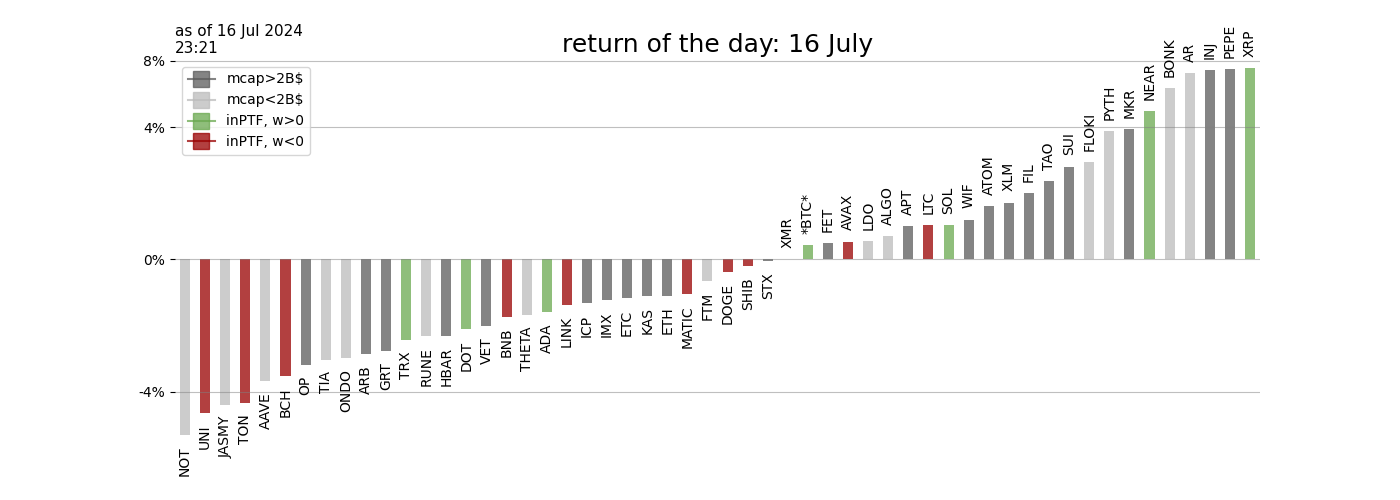 as of 16 Jul 2024
23:21
return of the day: 16 July
8%
4%
0%
-4%
mcap>2B$
mcap<2B$
inPTF, w>0
inPTF, w<0
NOT
UNI
JASMY
TON
AAVE
BCH
OP
TIA
ONDO
ARB
GRT
TRX
RUNE
HBAR
DOT
VET
BNB
THETA
ADA
LINK
ICP
IMX
ETC
KAS
ETH
MATIC
FTM
DOGE
SHIB
STX
XMR
*BTC*
FET
AVAX
LDO
ALGO
APT
LTC
SOL
WIF
ATOM
XLM
FIL
TAO
SUI
FLOKI
PYTH
MKR
NEAR
BONK
AR
INJ
PEPE
XRP